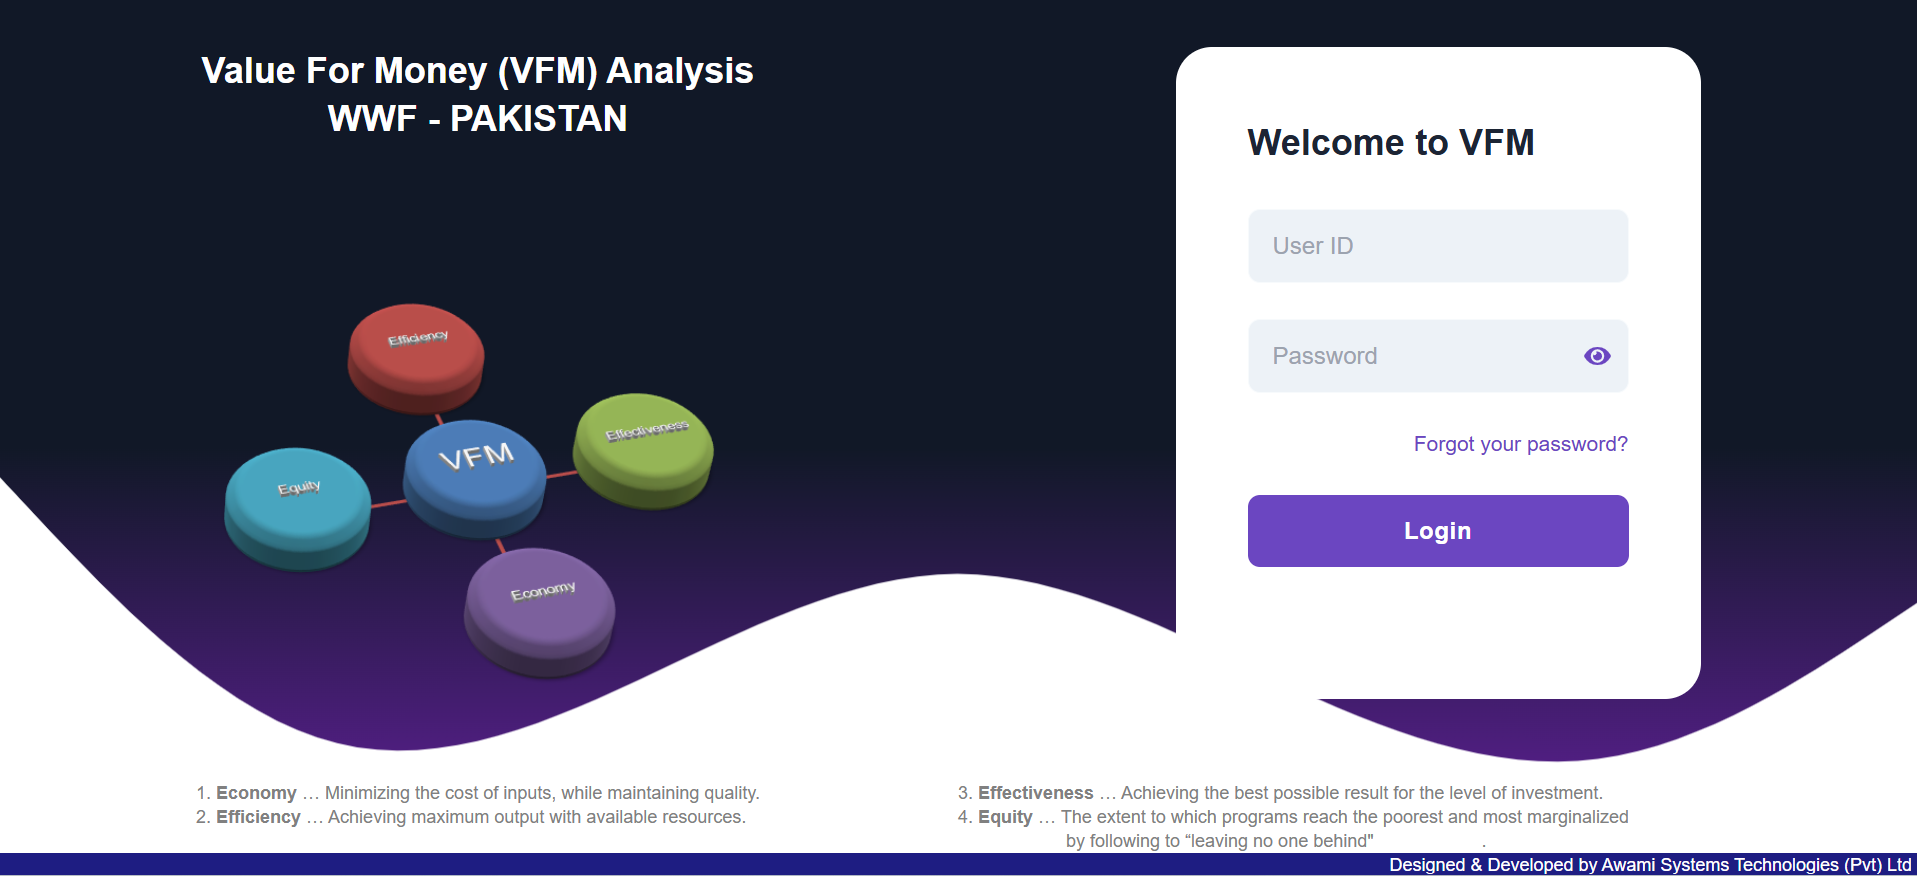 Value For Money (VFM) Analysis
WWF - PAKISTAN
Efficiency
Effectiveness
VFM
Equity
Economy
Welcome to VFM
User ID
Password
Forgot your password?
Login
1. Economy … Minimizing the cost of inputs, while maintaining quality.
2. Efficiency … Achieving maximum output with available resources.
3. Effectiveness … Achieving the best possible result for the level of investment.
4. Equity … The extent to which programs reach the poorest and most marginalized
by following to “leaving no one behind" .
Designed & Developed by Awami Systems Technologies (Pvt) Ltd